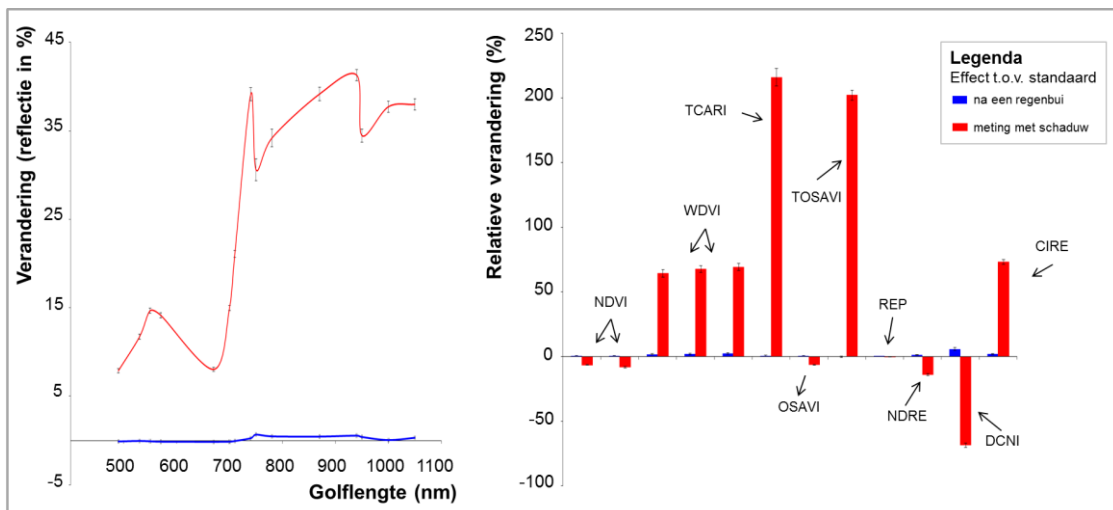 Verandering (reflectie in %)
45
35
25
15
5
-5
500 600 700 800 900 1000 1100
Golflengte (nm)
Relatieve verandering (%)
250
200
150
100
50
0
-50
-100
NDVI
WDVI
TCARI
OSAVI
TOSAVI
REP
NDRE
DCNI
CIRE
Legenda
Effect t.o.v. standaard
na een regenbui
meting met schaduw